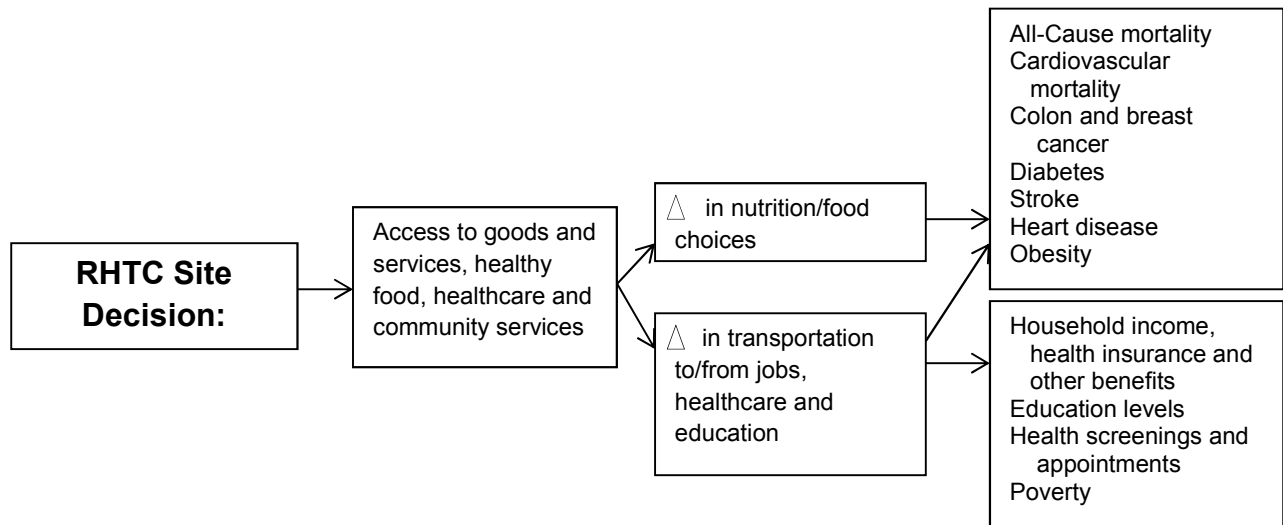 RHTC Site
Decision:
Access to goods and
services, healthy
food, healthcare and
community services
△ in nutrition/food
choices
△ in transportation
to/from jobs,
healthcare and
education
All-Cause mortality
Cardiovascular
mortality
Colon and breast
cancer
Diabetes
Stroke
Heart disease
Obesity
Household income,
health insurance and
other benefits
Education levels
Health screenings and
appointments
Poverty